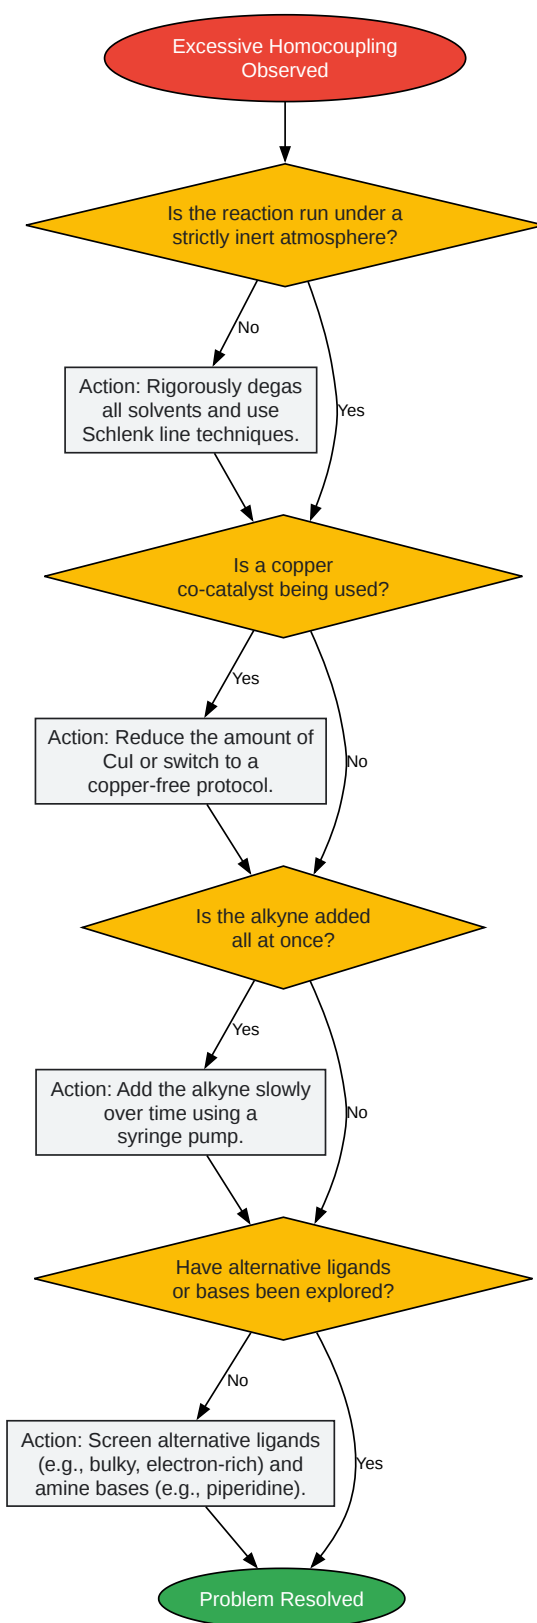 Excessive Homocoupling
Observed
Is the reaction run under a
strictly inert atmosphere?
No
Yes
Action: Rigorously degas
all solvents and use
Schlenk line techniques.
Is a copper
co-catalyst being used?
Yes
No
Action: Reduce the amount of
CuI or switch to a
copper-free protocol.
Is the alkyne added
all at once?
Yes
No
Action: Add the alkyne slowly
over time using a
syringe pump.
Have alternative ligands
or bases been explored?
No
Yes
Action: Screen alternative ligands
(e.g., bulky, electron-rich) and
amine bases (e.g., piperidine).
Problem Resolved